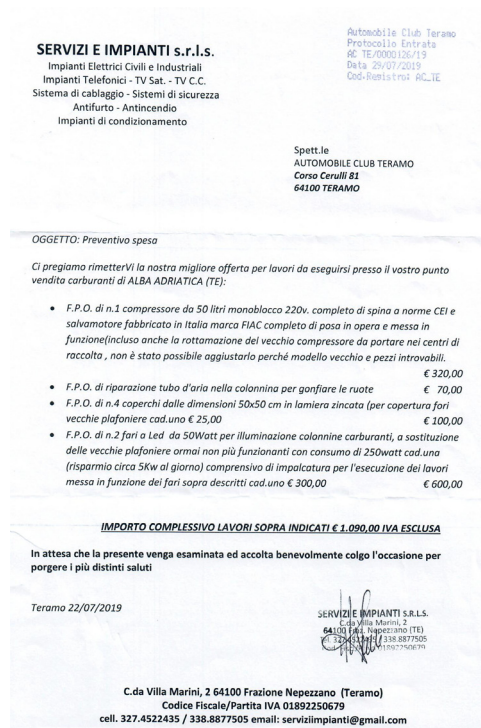 SERVIZI E IMPIANTI s.r.l.s.
Impianti Elettrici Civili e Industriali
Impianti Telefonici - TV Sat. - TV C.C.
Sistema di cablaggio - Sistemi di sicurezza
Antifurto - Antincendio
Impianti di condizionamento
Automobile Club Teramo
Protocollo Entrata
AC TE/0000126/19
Data 29/07/2019
Cod.Registro: AC_TE
Spett.le
AUTOMOBILE CLUB TERAMO
Corso Cerulli 81
64100 TERAMO
OGGETTO: Preventivo spesa
Ci pregiamo rimetterVi la nostra migliore offerta per lavori da eseguirsi presso il vostro punto
vendita carburanti di ALBA ADRIATICA (TE):
• F.P.O. di n.1 compressore da 50 litri monoblocco 220v. completo di spina a norme CEI e
salvamotore fabbricato in Italia marca FIAC completo di posa in opera e messa in
funzione(incluso anche la rottamazione del vecchio compressore da portare nei centri di
raccolta , non è stato possibile aggiustarlo perché modello vecchio e pezzi introvabili.
€ 320,00
• F.P.O. di riparazione tubo d'aria nella colonnina per gonfiare le ruote € 70,00
• F.P.O. di n.4 coperchi dalle dimensioni 50x50 cm in lamiera zincata (per copertura fori
vecchie plafoniere cad.uno € 25,00 € 100,00
• F.P.O. di n.2 fari a Led da 50Watt per illuminazione colonnine carburanti, a sostituzione
delle vecchie plafoniere ormai non più funzionanti con consumo di 250watt cad.una
(risparmio circa 5Kw al giorno) comprensivo di impalcatura per l'esecuzione dei lavori
messa in funzione dei fari sopra descritti cad.uno € 300,00 € 600,00
IMPORTO COMPLESSIVO LAVORI SOPRA INDICATI € 1.090,00 IVA ESCLUSA
In attesa che la presente venga esaminata ed accolta benevolmente colgo l'occasione per
porgere i più distinti saluti
Teramo 22/07/2019
SERVIZI E IMPIANTI S.R.L.S.
C.da Villa Marini, 2
64100 Fraz. Nepezzano (TE)
338.8877505
01892250679
C.da Villa Marini, 2 64100 Frazione Nepezzano (Teramo)
Codice Fiscale/Partita IVA 01892250679
cell. 327.4522435 / 338.8877505 email: serviziimpianti@gmail.com